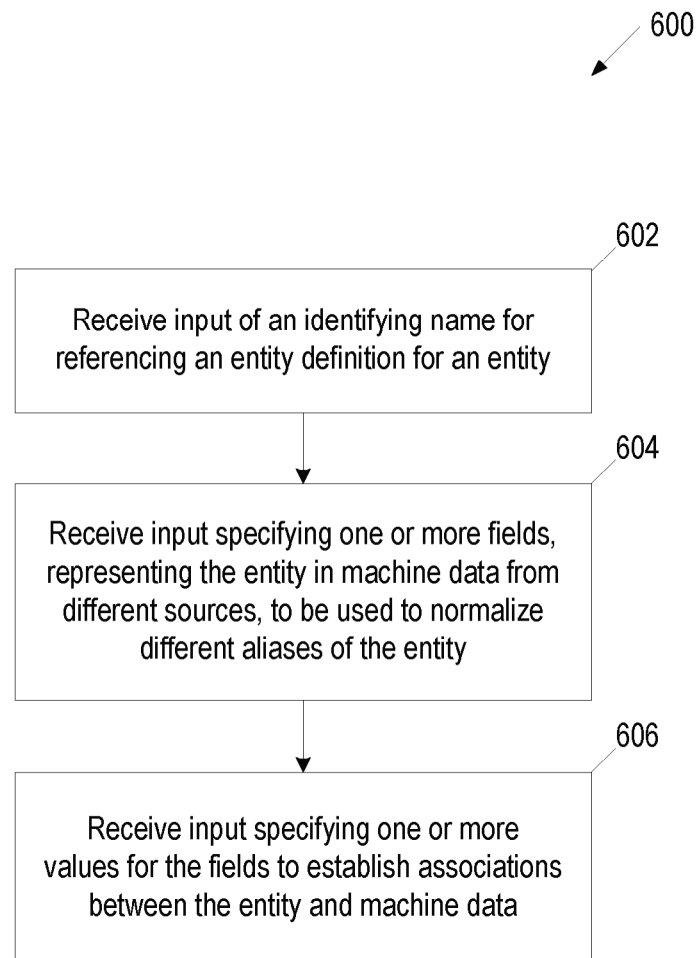 600
602
Receive input of an identifying name for
referencing an entity definition for an entity
604
Receive input specifying one or more fields,
representing the entity in machine data from
different sources, to be used to normalize
different aliases of the entity
606
Receive input specifying one or more
values for the fields to establish associations
between the entity and machine data